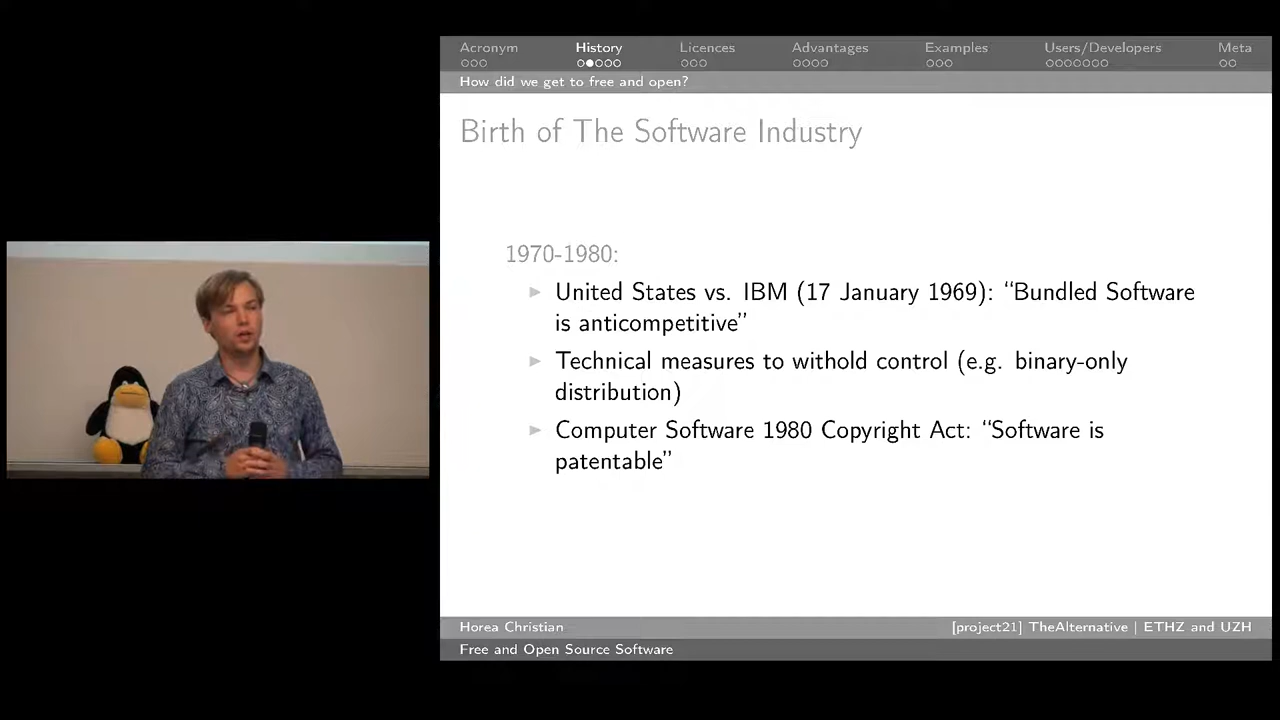 Acronym History Licences Advantages Examples Users/Developers Meta
How did we get to free and open?
Birth of The Software Industry
1970-1980:
United States vs. IBM (17 January 1969): “Bundled Software
is anticompetitive”
Technical measures to withold control (e.g. binary-only
distribution)
Computer Software 1980 Copyright Act: “Software is
patentable”
Horea Christian [project21] TheAlternative | ETHZ and UZH
Free and Open Source Software